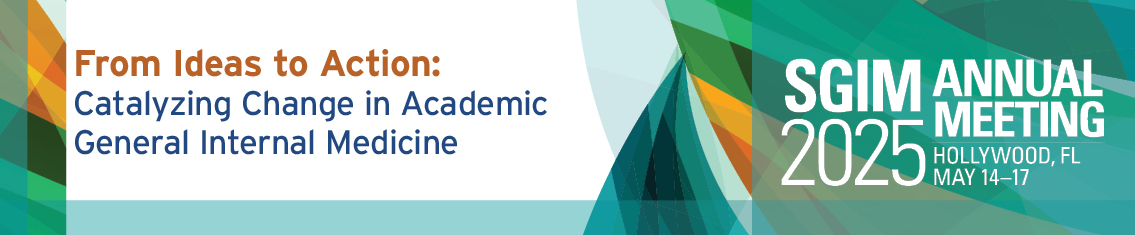 From Ideas to Action:
Catalyzing Change in Academic
General Internal Medicine
SGIM
2025
ANNUAL
MEETING
HOLLYWOOD, FL
MAY 14–17